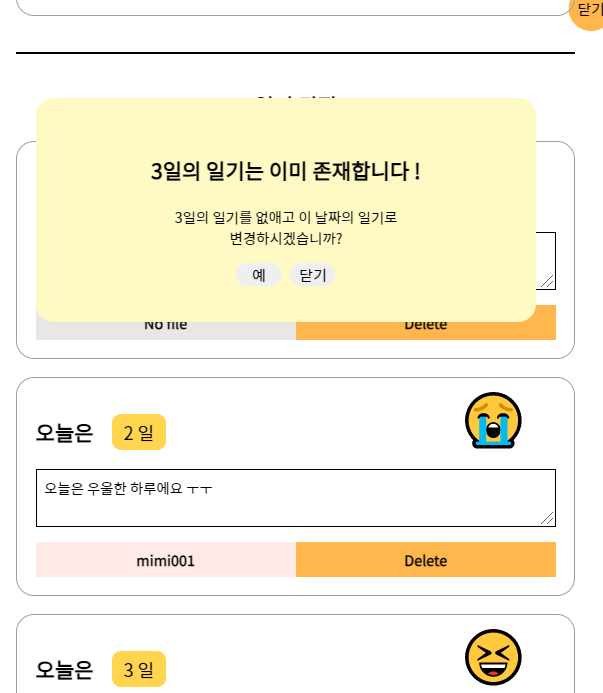 닫기
3일의 일기는 이미 존재합니다 !
3일의 일기를 없애고 이 날짜의 일기로
변경하시겠습니까?
예 닫기
No file Delete
오늘은 2 일
오늘은 우울한 하루에요 ㅜㅜ
mimi001 Delete
오늘은 3 일